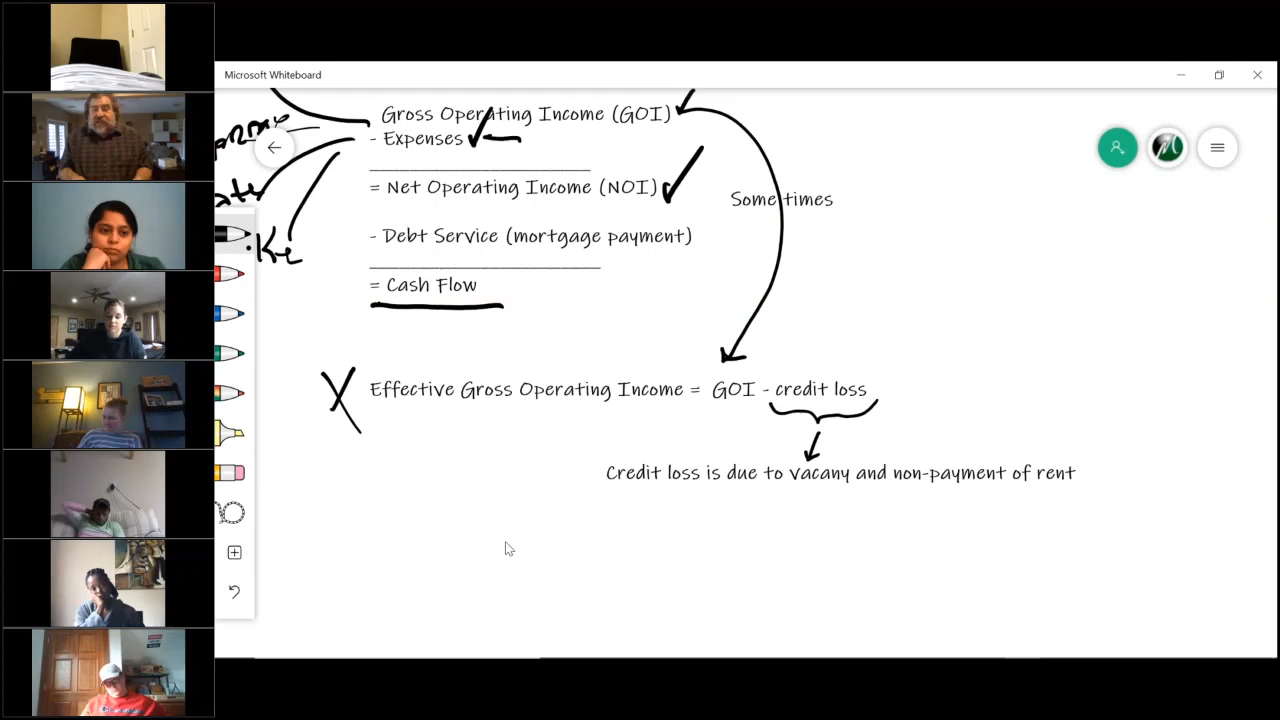 Microsoft Whiteboard
Gross Operating Income (GOI)
- Expenses
= Net Operating Income (NOI)
Some times
- Debt Service (mortgage payment)
= Cash Flow
X Effective Gross Operating Income = GOI - credit loss
Credit loss is due to vacany and non-payment of rent